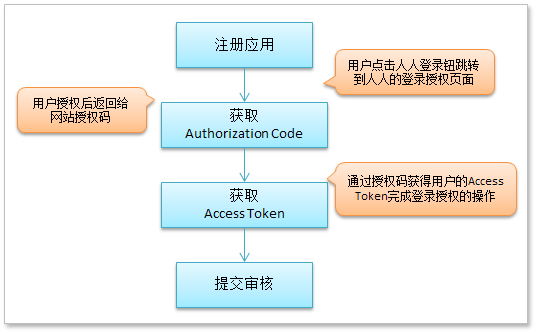 注册应用
用户点击人人登录钮跳转
到人人的登录授权页面
用户授权后返回给
网站授权码
获取
Authorization Code
获取
Access Token
通过授权码获得用户的Access
Token完成登录授权的操作
提交审核